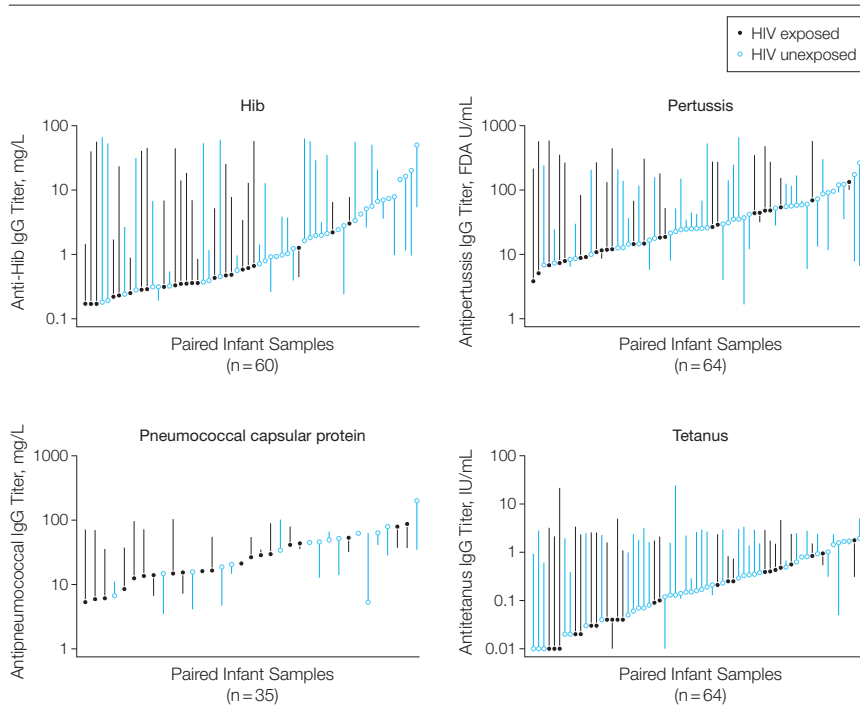 HIV exposed
HIV unexposed
Hib
100
10
1
0.1
Anti-Hib IgG Titer, mg/L
Paired Infant Samples
(n=60)
Pertussis
1000
100
10
1
Antipertussis IgG Titer, FDA U/mL
Paired Infant Samples
(n=64)
Pneumococcal capsular protein
1000
100
10
1
Antipneumococcal IgG Titer, mg/L
Paired Infant Samples
(n=35)
Tetanus
100
10
1
0.1
0.01
Antitetanus IgG Titer, IU/mL
Paired Infant Samples
(n=64)